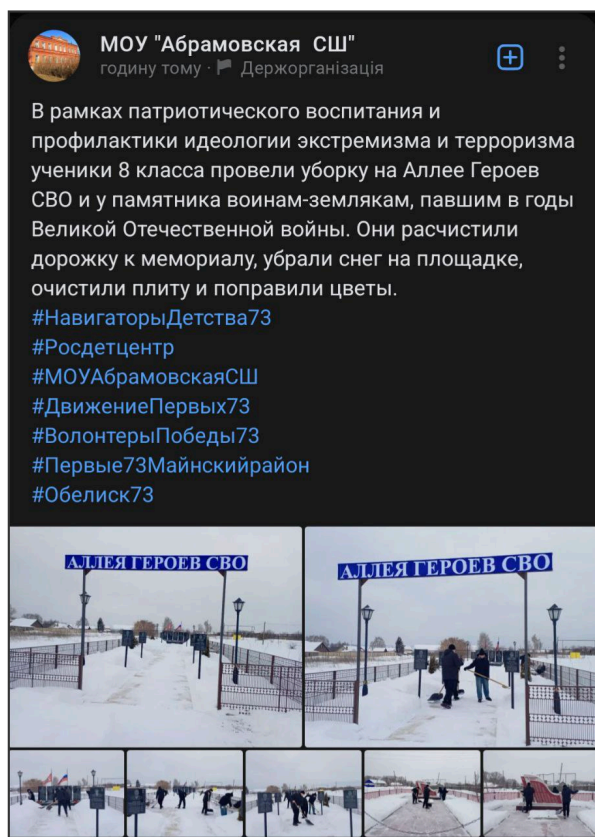 МОУ "Абрамовская СШ"
годину тому · Держорганізація
В рамках патриотического воспитания и
профилактики идеологии экстремизма и терроризма
ученики 8 класса провели уборку на Аллее Героев
СВО и у памятника воинам-землякам, павшим в годы
Великой Отечественной войны. Они расчистили
дорожку к мемориалу, убрали снег на площадке,
очистили плиту и поправили цветы.
#НавигаторыДетства73
#Росдетцентр
#МОУАбрамовскаяСШ
#ДвижениеПервых73
#ВолонтерыПобеды73
#Первые73Майнскийрайон
#Обелиск73
АЛЛЕЯ ГЕРОЕВ СВО
АЛЛЕЯ ГЕРОЕВ СВО